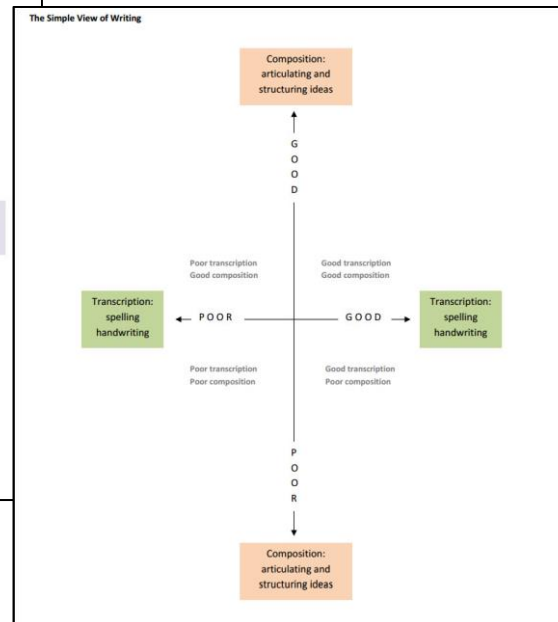 The Simple View of Writing
Composition:
articulating and
structuring ideas
G
O
O
D
Poor transcription
Good composition
Good transcription
Good composition
Transcription:
spelling
handwriting
POOR
GOOD
Transcription:
spelling
handwriting
Poor transcription
Poor composition
Good transcription
Poor composition
P
O
O
R
Composition:
articulating and
structuring ideas